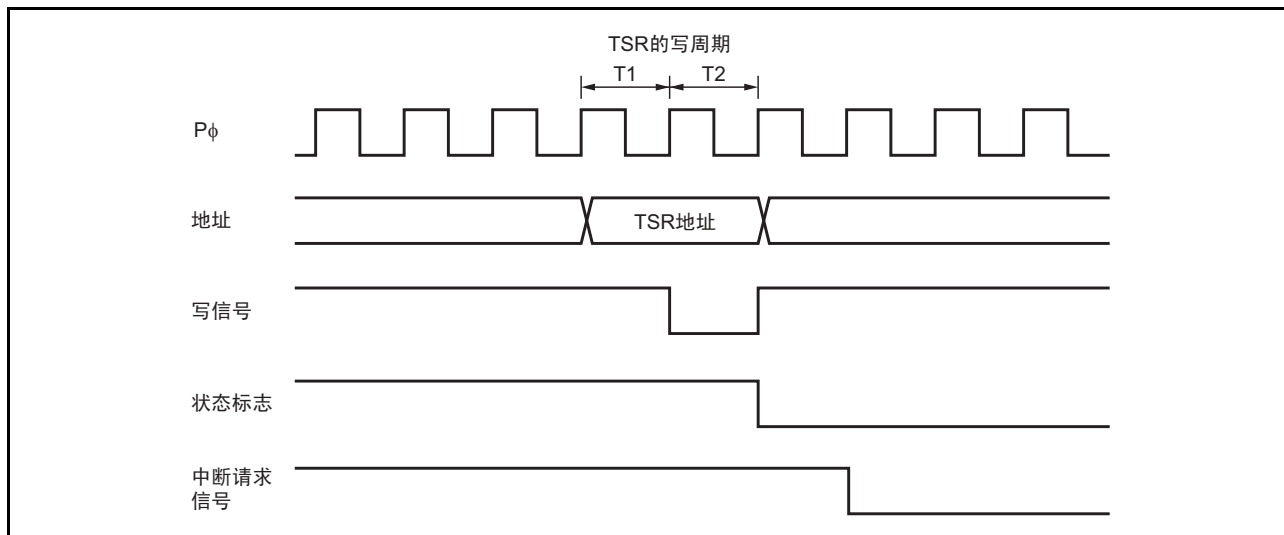 TSR的写周期
T1 T2
Pϕ
地址
TSR地址
写信号
状态标志
中断请求
信号